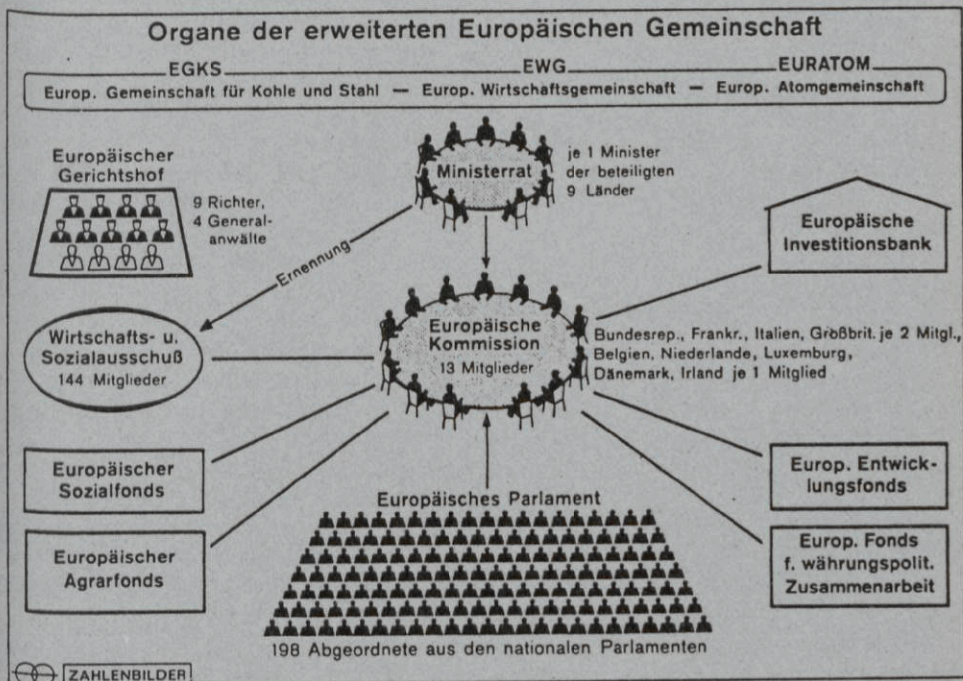 Organe der erweiterten Europäischen Gemeinschaft
EGKS EWG EURATOM
Europ. Gemeinschaft für Kohle und Stahl — Europ. Wirtschaftsgemeinschaft — Europ. Atomgemeinschaft
Europäischer
Gerichtshof
9 Richter,
4 General-
anwälte
Ministerrat
je 1 Minister
der beteiligten
9 Länder
Europäische
Investitionsbank
Ernennung
Wirtschafts- u.
Sozialausschuß
144 Mitglieder
Europäische
Kommission
13 Mitglieder
Bundesrep., Frankr., Italien, Großbrit. je 2 Mitgl.,
Belgien, Niederlande, Luxemburg,
Dänemark, Irland je 1 Mitglied
Europäischer
Sozialfonds
Europ. Entwick-
lungsfonds
Europäischer
Agrarfonds
Europ. Fonds
f. währungspolit.
Zusammenarbeit
Europäisches Parlament
198 Abgeordnete aus den nationalen Parlamenten
ZAHLENBILDER